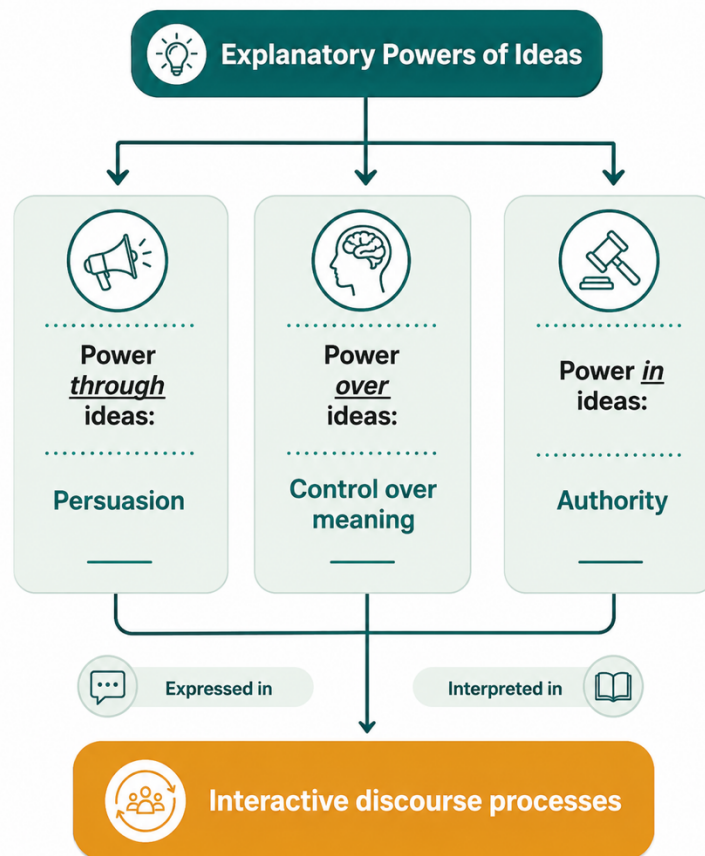 Explanatory Powers of Ideas
Power
through
ideas:
Persuasion
Power
over
ideas:
Control over
meaning
Power in
ideas:
Authority
Expressed in
Interpreted in
Interactive discourse processes